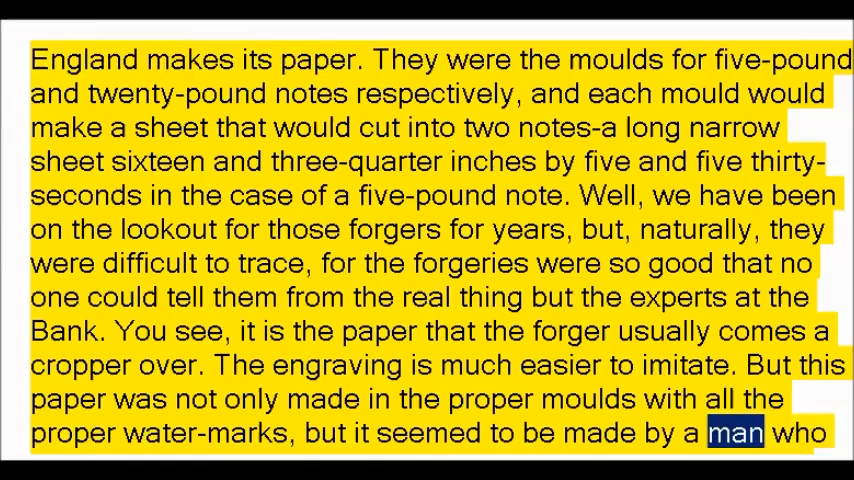 England makes its paper. They were the moulds for five-pound
and twenty-pound notes respectively, and each mould would
make a sheet that would cut into two notes-a long narrow
sheet sixteen and three-quarter inches by five and five thirty-
seconds in the case of a five-pound note. Well, we have been
on the lookout for those forgers for years, but, naturally, they
were difficult to trace, for the forgeries were so good that no
one could tell them from the real thing but the experts at the
Bank. You see, it is the paper that the forger usually comes a
cropper over. The engraving is much easier to imitate. But this
paper was not only made in the proper moulds with all the
proper water-marks, but it seemed to be made by a man who